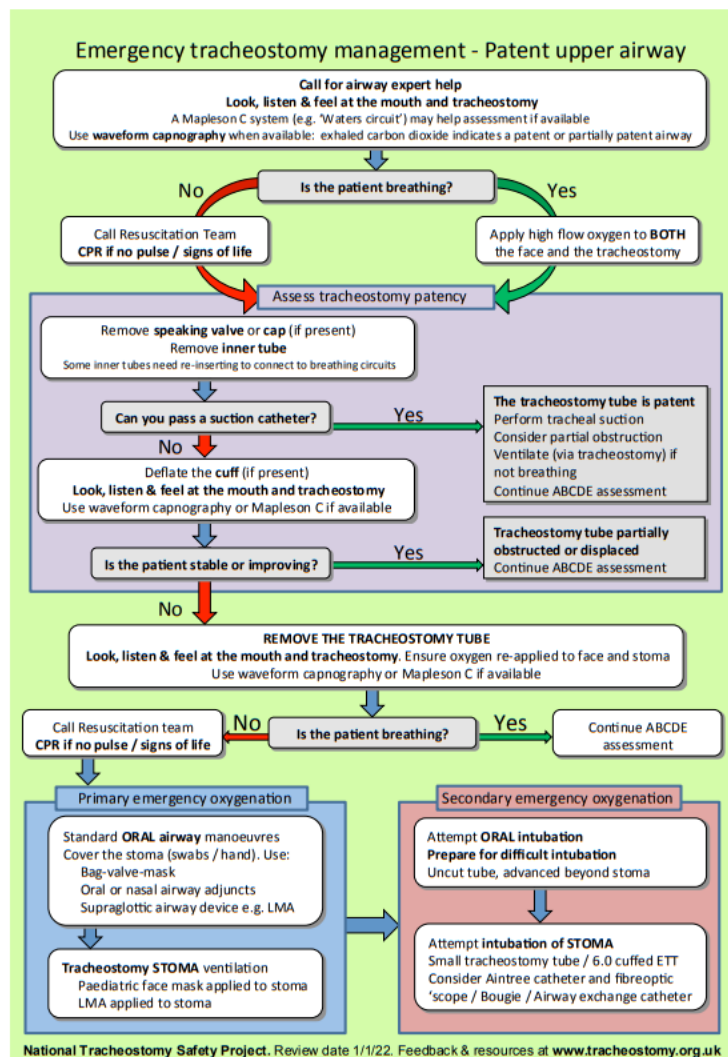 Emergency tracheostomy management - Patent upper airway
Call for airway expert help
Look, listen & feel at the mouth and tracheostomy
A Mapleson C system (e.g. ‘Waters circuit’) may help assessment if available
Use waveform capnography when available: exhaled carbon dioxide indicates a patent or partially patent airway
No
Is the patient breathing?
Yes
Call Resuscitation Team
CPR if no pulse / signs of life
Apply high flow oxygen to BOTH
the face and the tracheostomy
Assess tracheostomy patency
Remove speaking valve or cap (if present)
Remove inner tube
Some inner tubes need re-inserting to connect to breathing circuits
Can you pass a suction catheter?
Yes
The tracheostomy tube is patent
Perform tracheal suction
Consider partial obstruction
Ventilate (via tracheostomy) if
not breathing
Continue ABCDE assessment
No
Deflate the cuff (if present)
Look, listen & feel at the mouth and tracheostomy
Use waveform capnography or Mapleson C if available
Is the patient stable or improving?
Yes
Tracheostomy tube partially
obstructed or displaced
Continue ABCDE assessment
No
REMOVE THE TRACHEOSTOMY TUBE
Look, listen & feel at the mouth and tracheostomy. Ensure oxygen re-applied to face and stoma
Use waveform capnography or Mapleson C if available
Call Resuscitation team
CPR if no pulse / signs of life
No
Is the patient breathing?
Yes
Continue ABCDE
assessment
Primary emergency oxygenation
Standard ORAL airway manoeuvres
Cover the stoma (swabs / hand). Use:
Bag-valve-mask
Oral or nasal airway adjuncts
Supraglottic airway device e.g. LMA
Tracheostomy STOMA ventilation
Paediatric face mask applied to stoma
LMA applied to stoma
Secondary emergency oxygenation
Attempt ORAL intubation
Prepare for difficult intubation
Uncut tube, advanced beyond stoma
Attempt intubation of STOMA
Small tracheostomy tube / 6.0 cuffed ETT
Consider Aintree catheter and fibreoptic
‘scope / Bougie / Airway exchange catheter
National Tracheostomy Safety Project. Review date 1/1/22. Feedback & resources at www.tracheostomy.org.uk